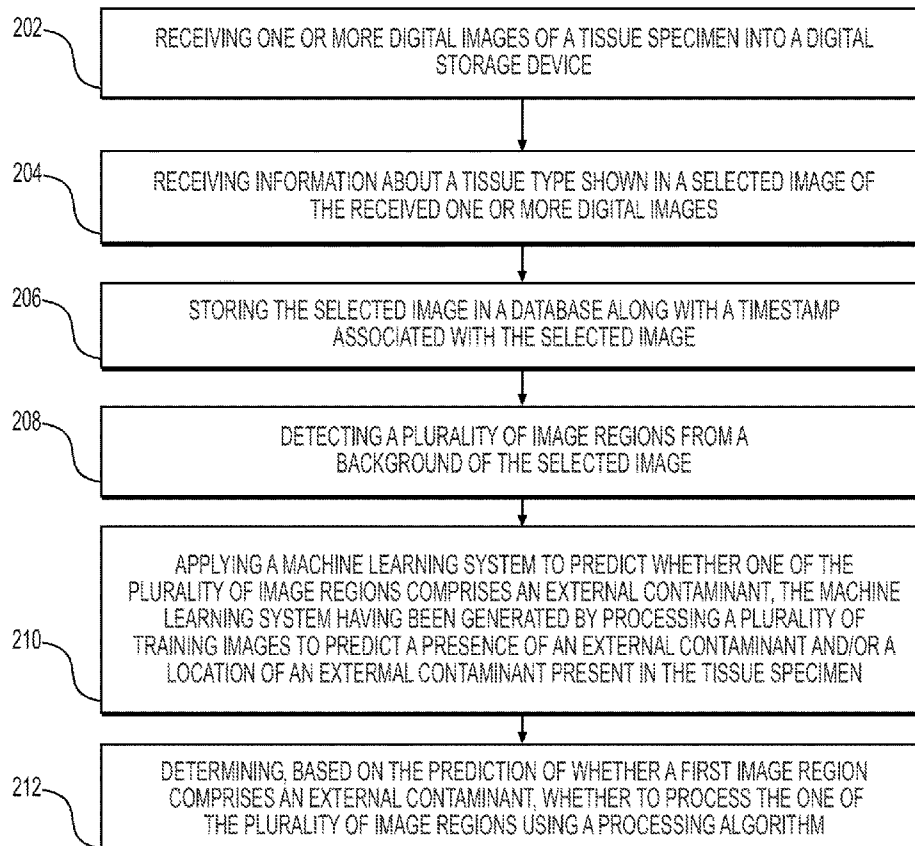 202
RECEIVING ONE OR MORE DIGITAL IMAGES OF A TISSUE SPECIMEN INTO A DIGITAL
STORAGE DEVICE
204
RECEIVING INFORMATION ABOUT A TISSUE TYPE SHOWN IN A SELECTED IMAGE OF
THE RECEIVED ONE OR MORE DIGITAL IMAGES
206
STORING THE SELECTED IMAGE IN A DATABASE ALONG WITH A TIMESTAMP
ASSOCIATED WITH THE SELECTED IMAGE
208
DETECTING A PLURALITY OF IMAGE REGIONS FROM A
BACKGROUND OF THE SELECTED IMAGE
210
APPLYING A MACHINE LEARNING SYSTEM TO PREDICT WHETHER ONE OF THE
PLURALITY OF IMAGE REGIONS COMPRISES AN EXTERNAL CONTAMINANT, THE MACHINE
LEARNING SYSTEM HAVING BEEN GENERATED BY PROCESSING A PLURALITY OF
TRAINING IMAGES TO PREDICT A PRESENCE OF AN EXTERNAL CONTAMINANT AND/OR A
LOCATION OF AN EXTERMAL CONTAMINANT PRESENT IN THE TISSUE SPECIMEN
212
DETERMINING, BASED ON THE PREDICTION OF WHETHER A FIRST IMAGE REGION
COMPRISES AN EXTERNAL CONTAMINANT, WHETHER TO PROCESS THE ONE OF
THE PLURALITY OF IMAGE REGIONS USING A PROCESSING ALGORITHM